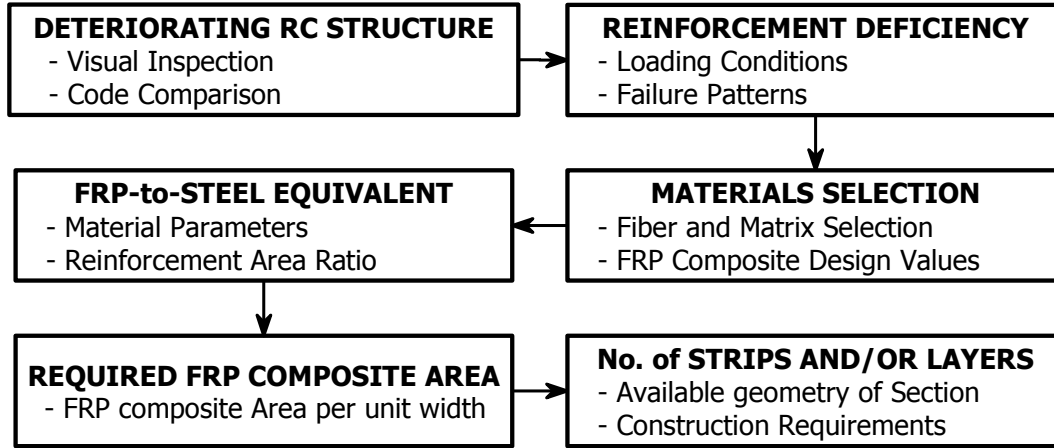 DETERIORATING RC STRUCTURE
- Visual Inspection
- Code Comparison
REINFORCEMENT DEFICIENCY
- Loading Conditions
- Failure Patterns
MATERIALS SELECTION
- Fiber and Matrix Selection
- FRP Composite Design Values
FRP-to-STEEL EQUIVALENT
- Material Parameters
- Reinforcement Area Ratio
REQUIRED FRP COMPOSITE AREA
- FRP composite Area per unit width
No. of STRIPS AND/OR LAYERS
- Available geometry of Section
- Construction Requirements